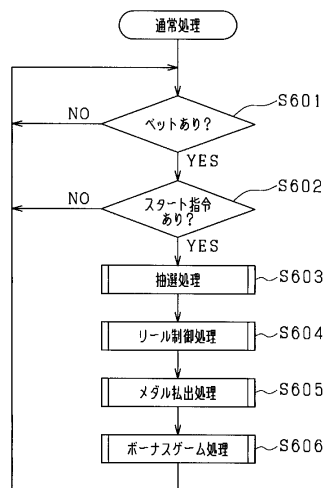 通常処理
S601
ベットあり?
NO
YES
S602
スタート指令
あり?
NO
YES
抽選処理
S603
リール制御処理
S604
メダル払出処理
S605
ボーナスゲーム処理
S606